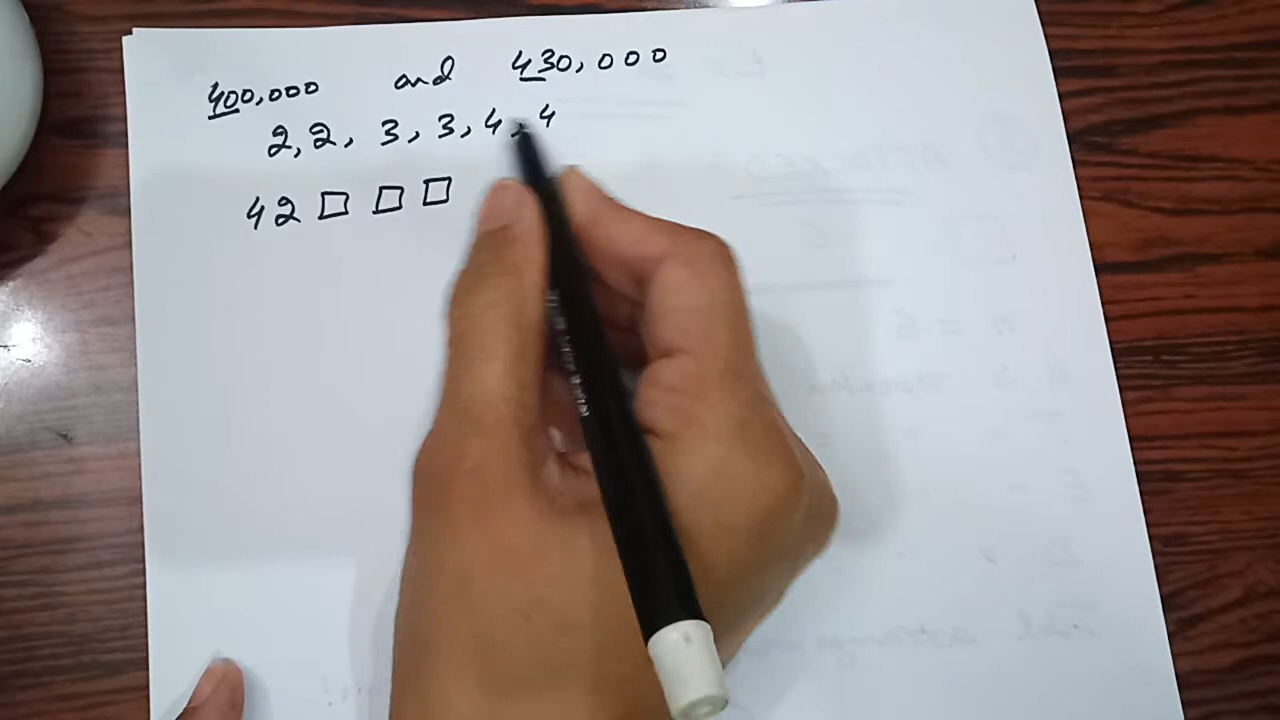 400,000 and 430,000
2,2, 3,3,4,4
42 □ □ □